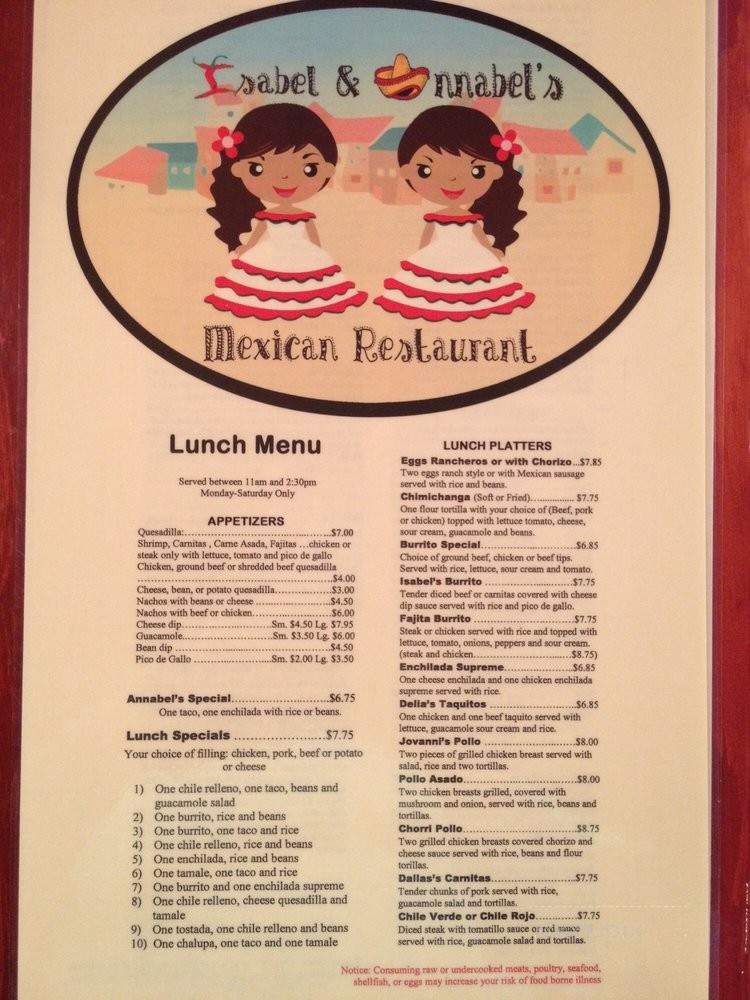 Isabel & Annabel's
Mexican Restaurant
Lunch Menu
Served between 11am and 2:30pm
Monday-Saturday Only
APPETIZERS
Quesadilla:..................................$7.00
Shrimp, Carnitas , Carne Asada, Fajitas ...chicken or
steak only with lettuce, tomato and pico de gallo
Chicken, ground beef or shredded beef quesadilla
..................................................$4.00
Cheese, bean, or potato quesadilla....................$3.00
Nachos with beans or cheese ........................$4.50
Nachos with beef or chicken.........................$6.00
Cheese dip..........................Sm. $4.50 Lg. $7.95
Guacamole..........................Sm. $3.50 Lg. $6.00
Bean dip ..........................................$4.50
Pico de Gallo ......................Sm. $2.00 Lg. $3.50
Annabel's Special.............................$6.75
One taco, one enchilada with rice or beans.
Lunch Specials ..........................$7.75
Your choice of filling: chicken, pork, beef or potato
or cheese
1) One chile relleno, one taco, beans and
guacamole salad
2) One burrito, rice and beans
3) One burrito, one taco and rice
4) One chile relleno, rice and beans
5) One enchilada, rice and beans
6) One tamale, one taco and rice
7) One burrito and one enchilada supreme
8) One chile relleno, cheese quesadilla and
tamale
9) One tostada, one chile relleno and beans
10) One chalupa, one taco and one tamale
LUNCH PLATTERS
Eggs Rancheros or with Chorizo...$7.85
Two eggs ranch style or with Mexican sausage
served with rice and beans.
Chimichanga (Soft or Fried)................ $7.75
One flour tortilla with your choice of (Beef, pork
or chicken) topped with lettuce tomato, cheese,
sour cream, guacamole and beans.
Burrito Special..........................$6.85
Choice of ground beef, chicken or beef tips.
Served with rice, lettuce, sour cream and tomato.
Isabel's Burrito ..........................$7.75
Tender diced beef or carnitas covered with cheese
dip sauce served with rice and pico de gallo.
Fajita Burrito ............................$7.75
Steak or chicken served with rice and topped with
lettuce, tomato, onions, peppers and sour cream.
(steak and chicken..........................$8.75)
Enchilada Supreme....................$6.85
One cheese enchilada and one chicken enchilada
supreme served with rice.
Delia's Taquitos ..........................$6.85
One chicken and one beef taquito served with
lettuce, guacamole sour cream and rice.
Jovanni's Pollo ..........................$8.00
Two pieces of grilled chicken breast served with
salad, rice and two tortillas.
Pollo Asado..............................$8.00
Two chicken breasts grilled, covered with
mushroom and onion, served with rice, beans and
tortillas.
Chorri Pollo..............................$8.75
Two grilled chicken breasts covered chorizo and
cheese sauce served with rice, beans and flour
torillas.
Dallas's Carnitas........................$7.75
Tender chunks of pork served with rice,
guacamole salad and tortillas.
Chile Verde or Chile Rojo............$7.75
Diced steak with tomatillo sauce or red sauce
served with rice, guacamole salad and tortillas.
Notice: Consuming raw or undercooked meats, poultry, seafood,
shellfish, or eggs may increase your risk of food borne illness